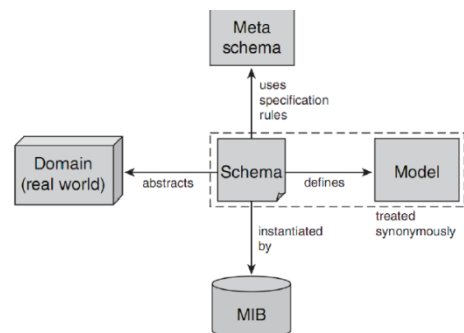 Meta
schema
uses
specification
rules
Domain
(real world)
abstracts
Schema
defines
Model
treated
synonymously
instantiated
by
MIB